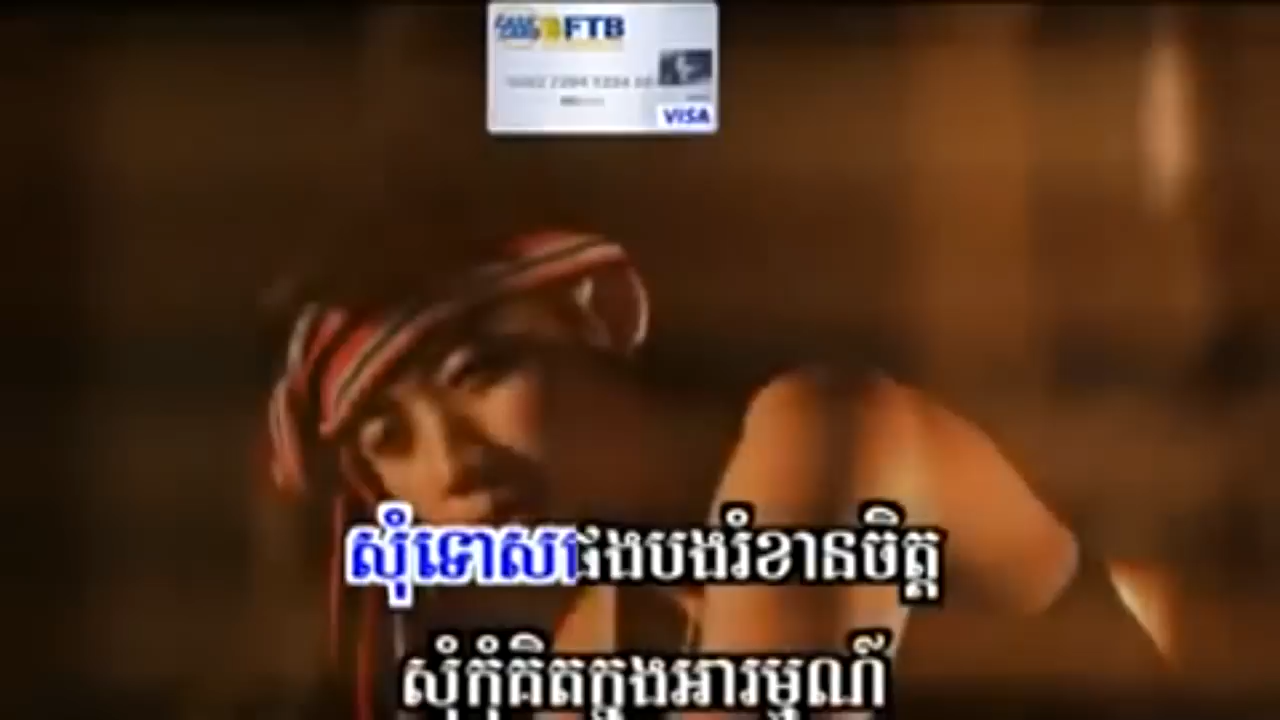 FTB
VISA
សុំទោសផងបងរំខានចិត្ត
សុំកុំគិតក្នុងអារម្មណ៍